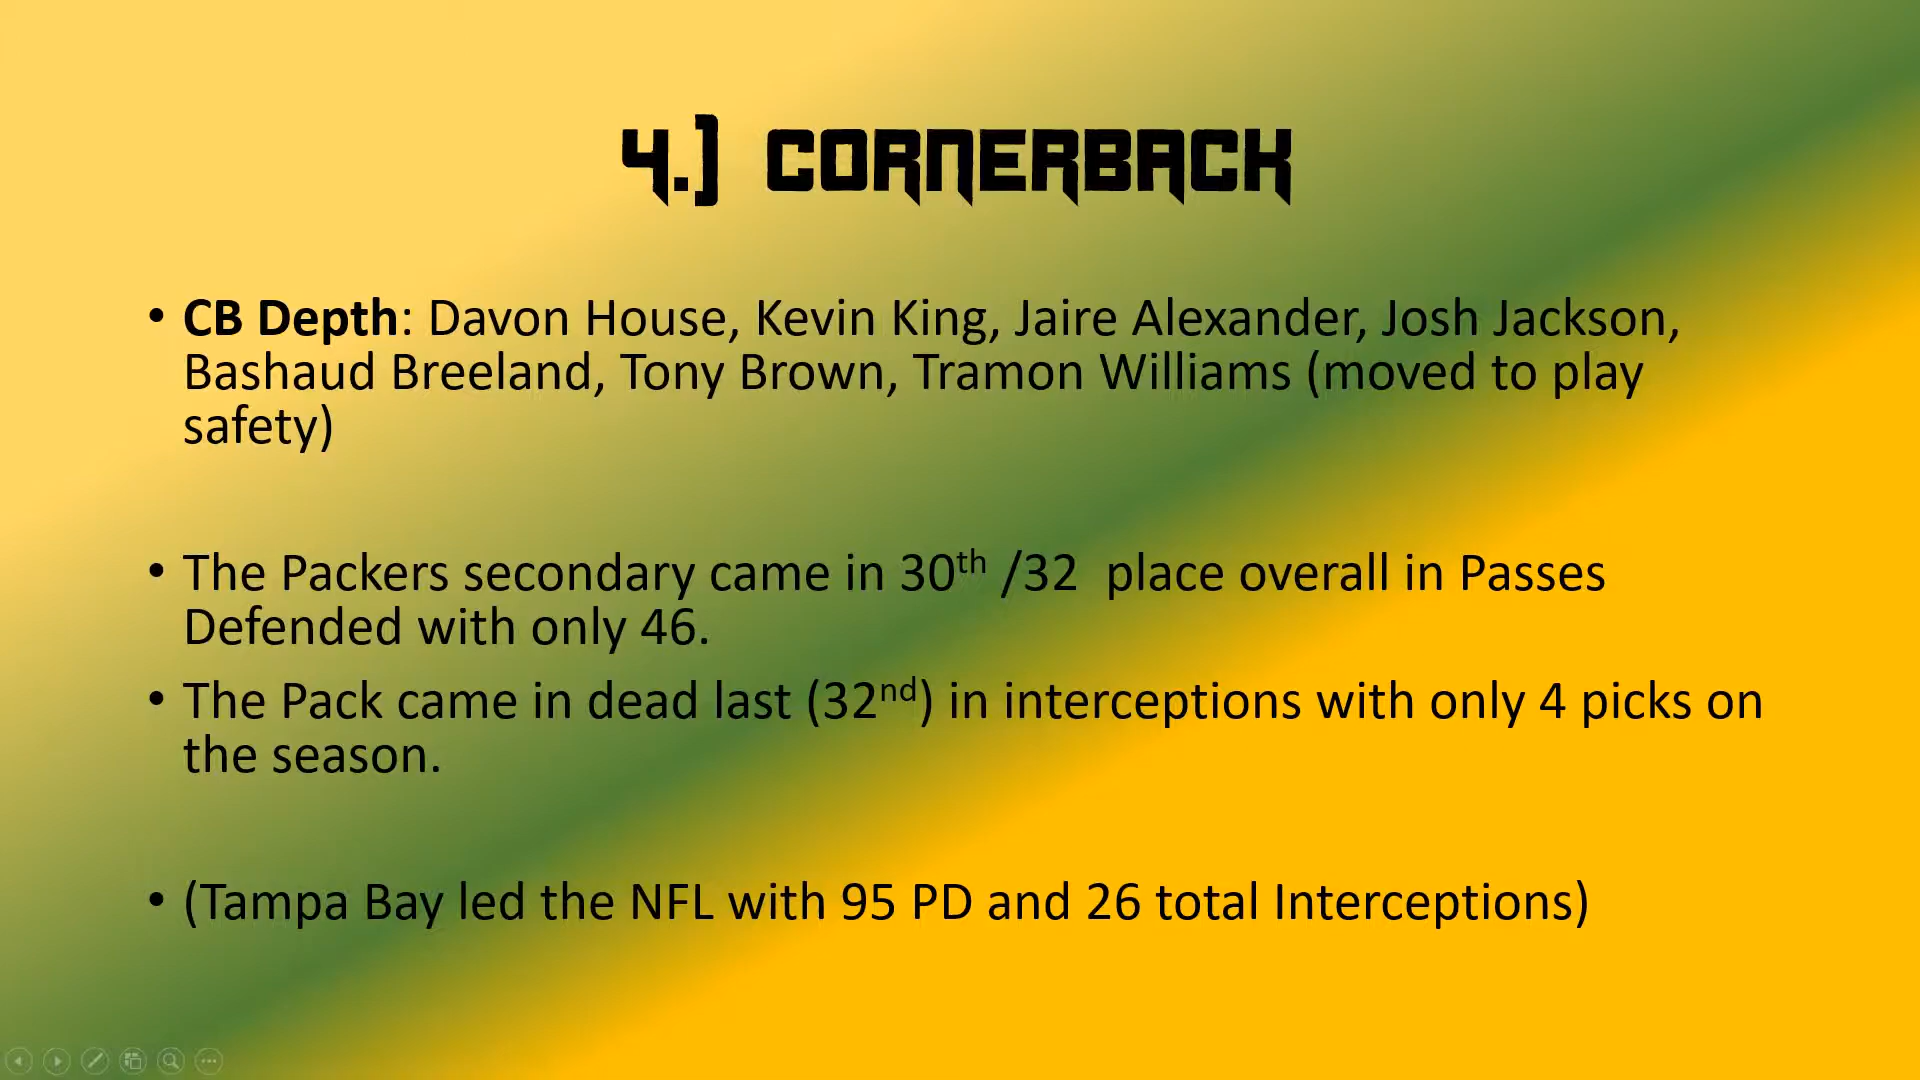 4.) CORNERBACK
• CB Depth: Davon House, Kevin King, Jaire Alexander, Josh Jackson,
Bashaud Breeland, Tony Brown, Tramon Williams (moved to play
safety)
• The Packers secondary came in 30th /32  place overall in Passes
Defended with only 46.
• The Pack came in dead last (32nd) in interceptions with only 4 picks on
the season.
• (Tampa Bay led the NFL with 95 PD and 26 total Interceptions)